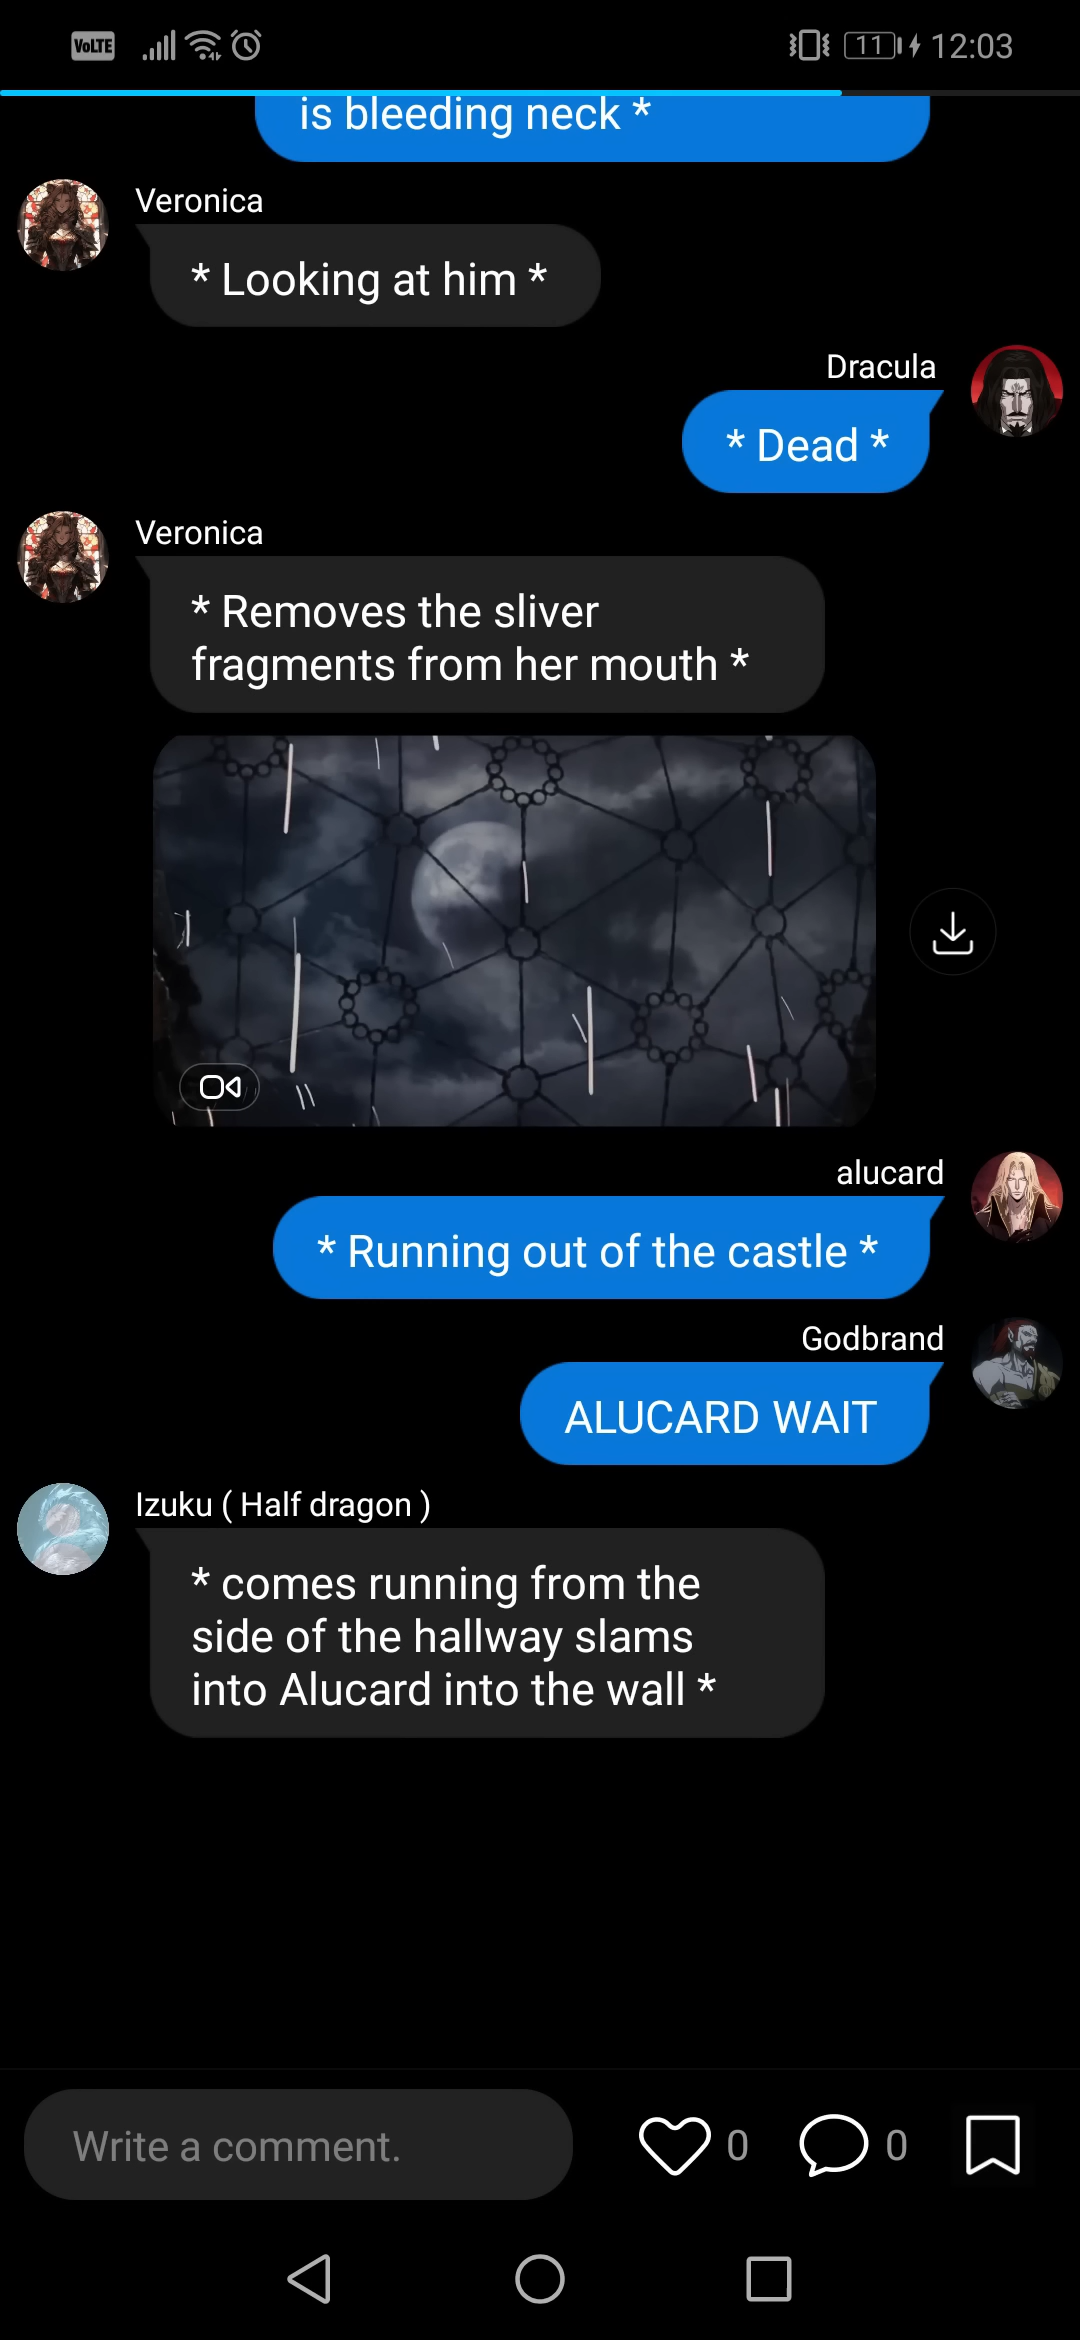 VoLTE
11 12:03
is bleeding neck *
Veronica
* Looking at him *
Dracula
* Dead *
Veronica
* Removes the sliver
fragments from her mouth *
alucard
* Running out of the castle *
Godbrand
ALUCARD WAIT
Izuku ( Half dragon )
* comes running from the
side of the hallway slams
into Alucard into the wall *
Write a comment.
0
0